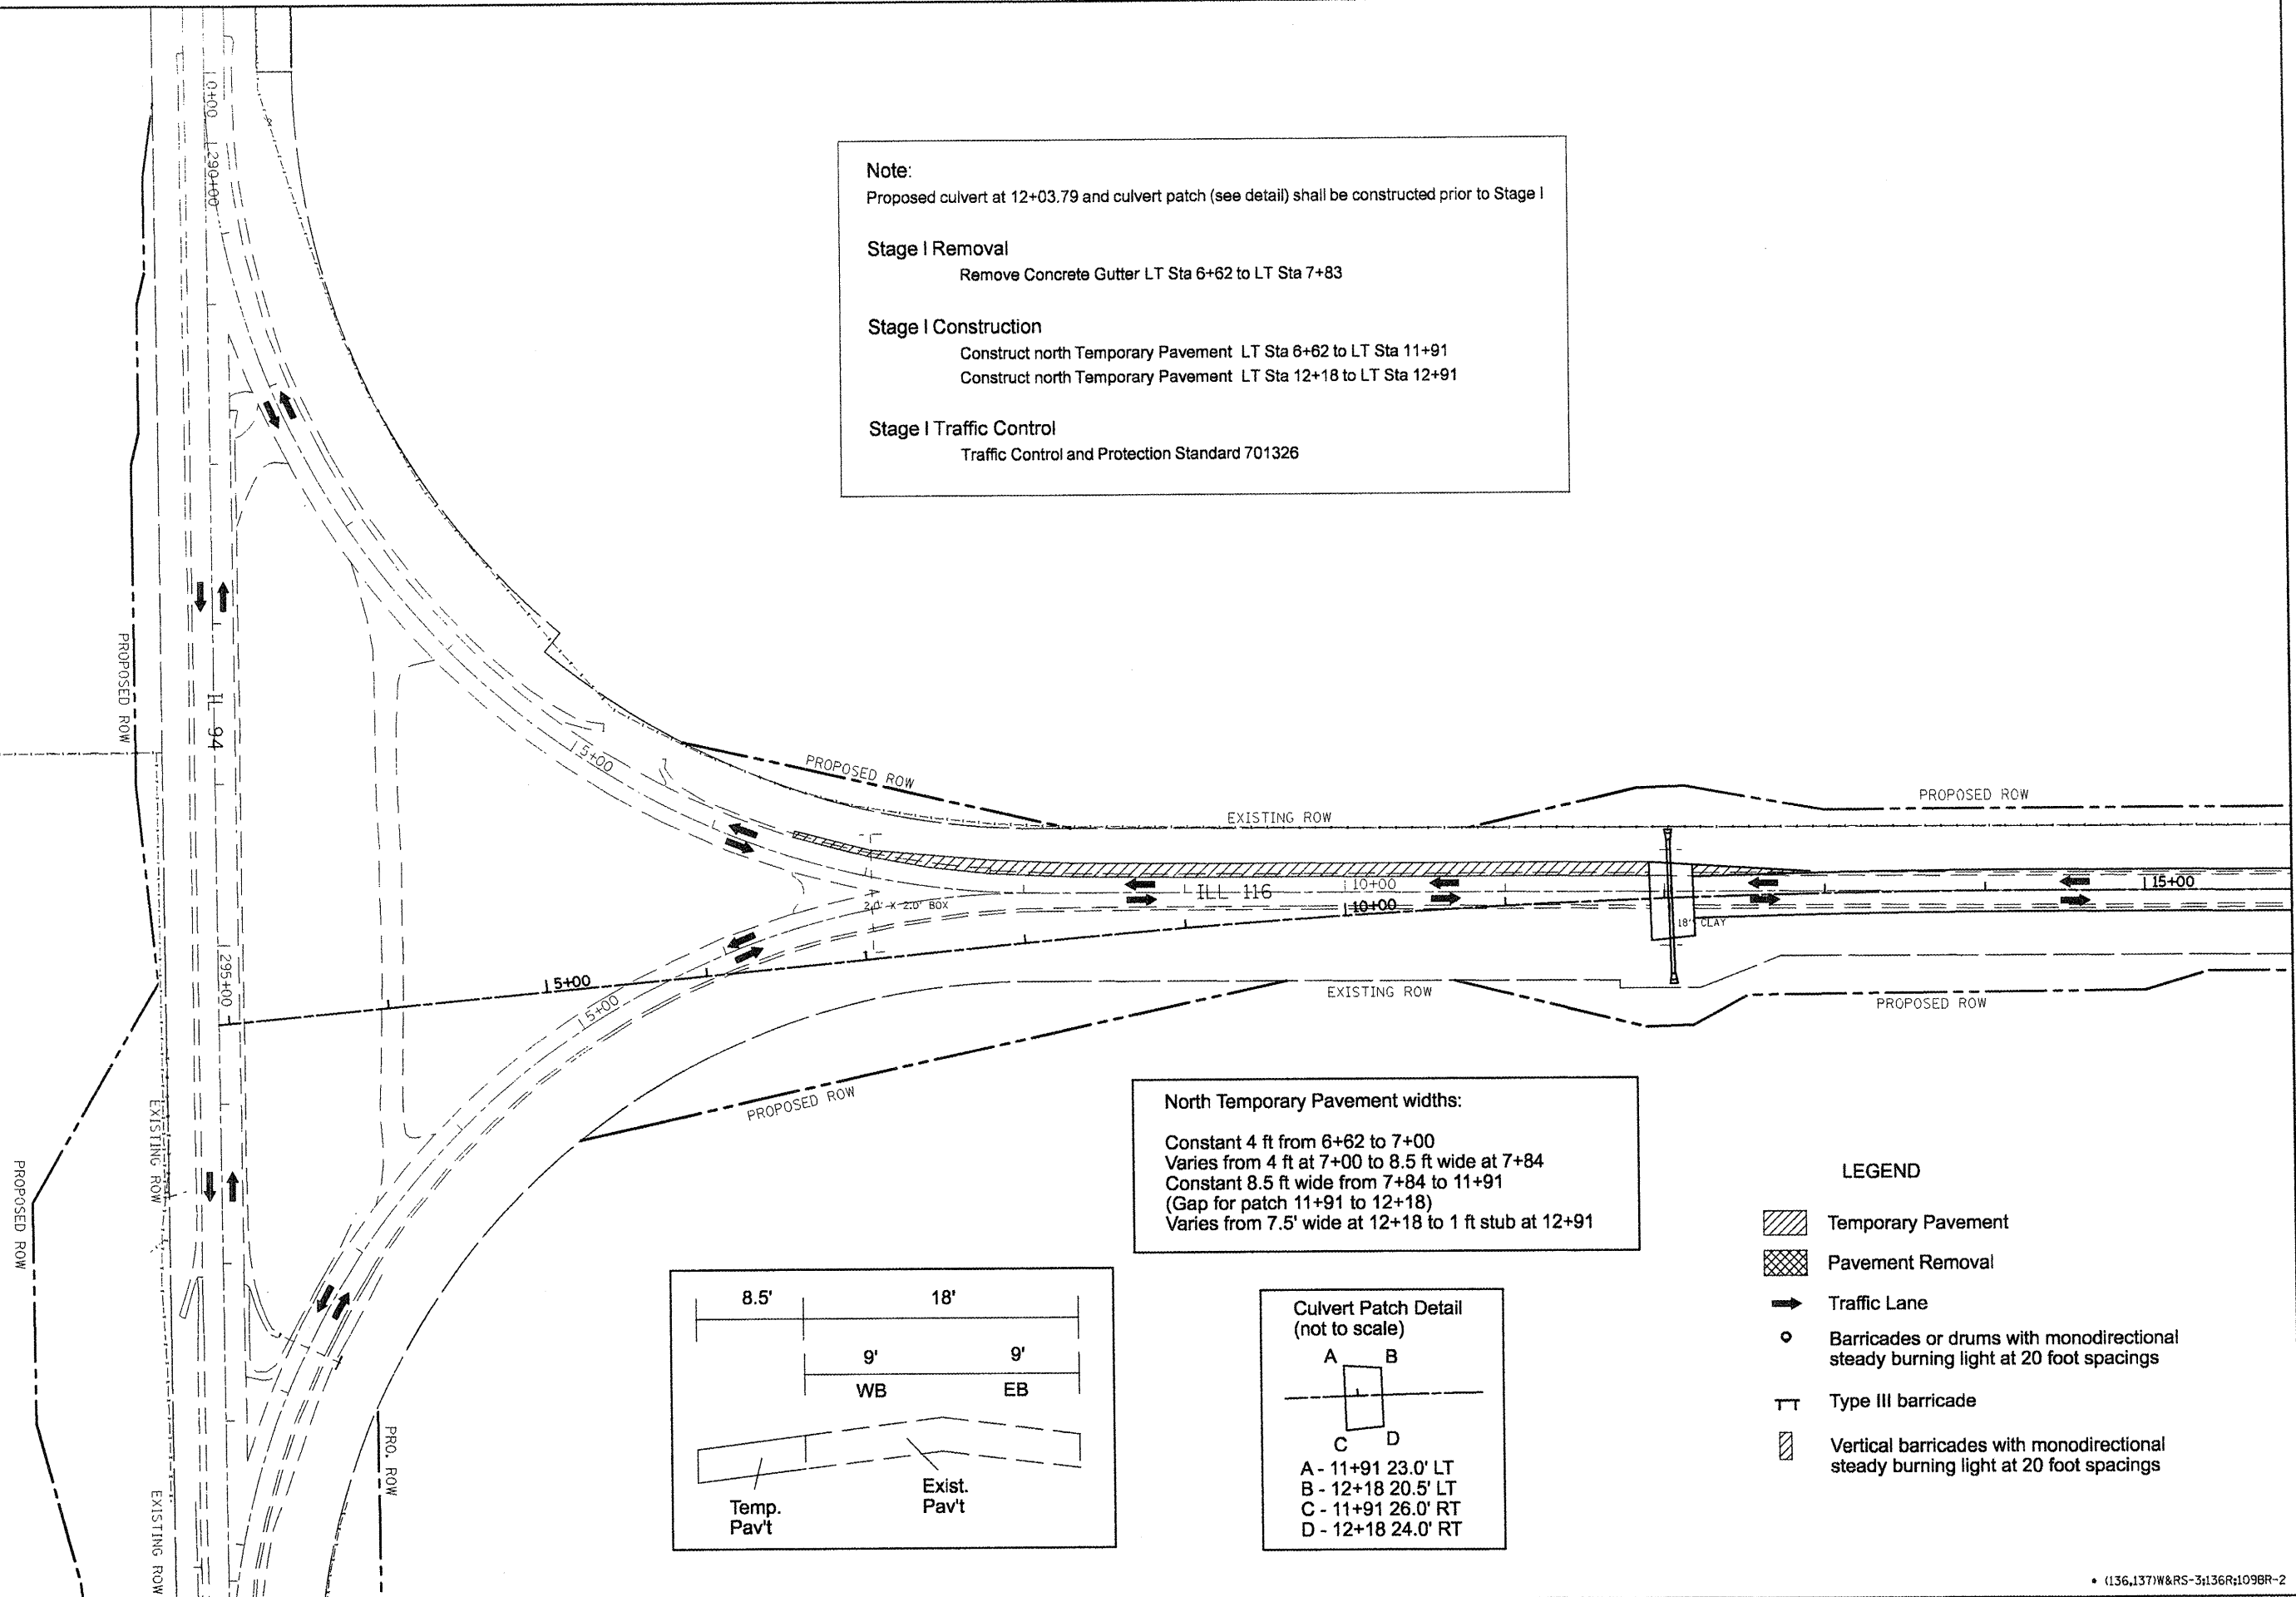 Note:
Proposed culvert at 12+03.79 and culvert patch (see detail) shall be constructed prior to Stage I
Stage I Removal
Remove Concrete Gutter LT Sta 6+62 to LT Sta 7+83
Stage I Construction
Construct north Temporary Pavement LT Sta 6+62 to LT Sta 11+91
Construct north Temporary Pavement LT Sta 12+18 to LT Sta 12+91
Stage I Traffic Control
Traffic Control and Protection Standard 701326
0+00
290+00
PROPOSED ROW
IL 94
5+00
PROPOSED ROW
EXISTING ROW
PROPOSED ROW
ILL 116
10+00
10+00
15+00
2.0' X 2.0' BOX
18" CLAY
295+00
5+00
5+00
EXISTING ROW
PROPOSED ROW
PROPOSED ROW
EXISTING ROW
PROPOSED ROW
PRO. ROW
EXISTING ROW
North Temporary Pavement widths:
Constant 4 ft from 6+62 to 7+00
Varies from 4 ft at 7+00 to 8.5 ft wide at 7+84
Constant 8.5 ft wide from 7+84 to 11+91
(Gap for patch 11+91 to 12+18)
Varies from 7.5' wide at 12+18 to 1 ft stub at 12+91
8.5' 18'
9' 9'
WB EB
Temp.
Pav't
Exist.
Pav't
Culvert Patch Detail
(not to scale)
A B
C D
A - 11+91 23.0' LT
B - 12+18 20.5' LT
C - 11+91 26.0' RT
D - 12+18 24.0' RT
LEGEND
Temporary Pavement
Pavement Removal
Traffic Lane
Barricades or drums with monodirectional
steady burning light at 20 foot spacings
Type III barricade
Vertical barricades with monodirectional
steady burning light at 20 foot spacings
• (136,137)W&RS-3;136R;109BR-2